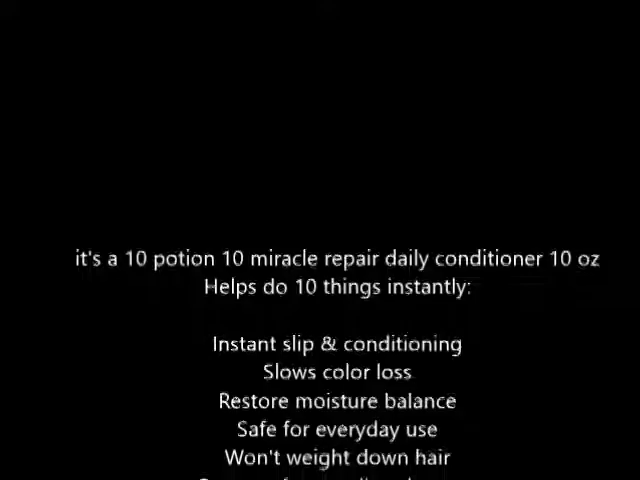 it's a 10 potion 10 miracle repair daily conditioner 10 oz
Helps do 10 things instantly:
Instant slip & conditioning
Slows color loss
Restore moisture balance
Safe for everyday use
Won't weight down hair